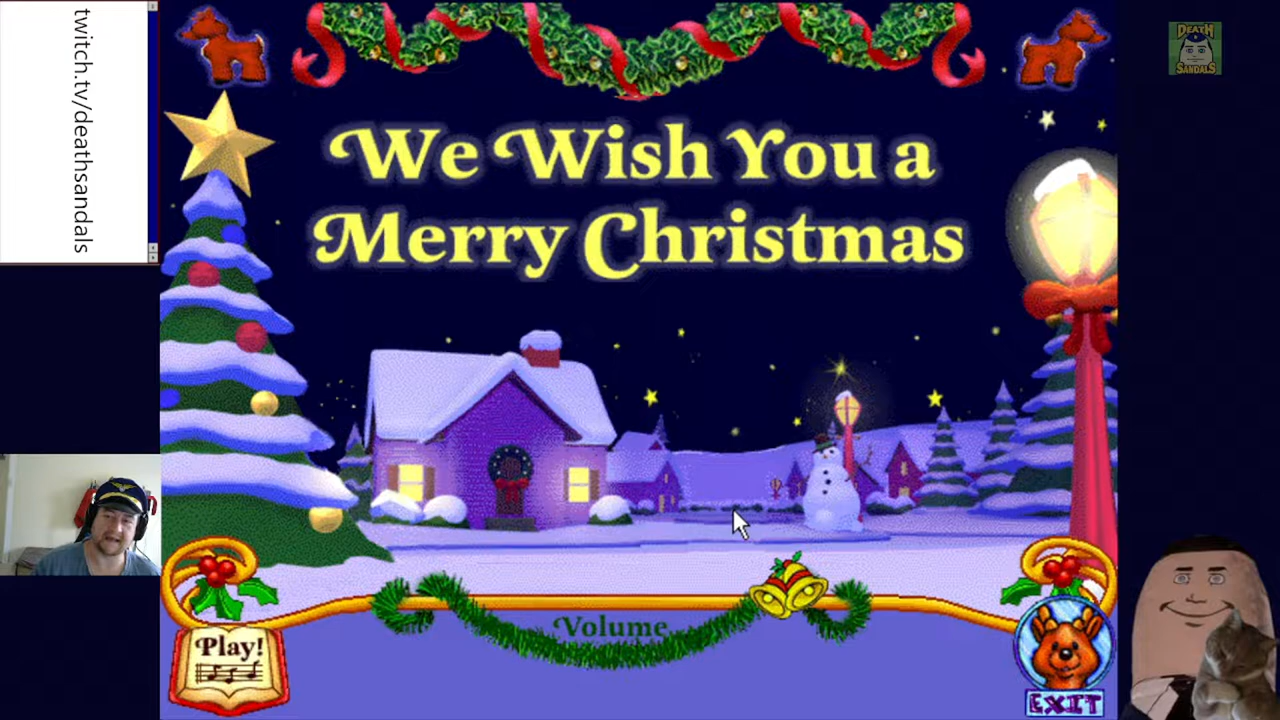 twitch.tv/deathsandals
DEATH
SANDALS
We Wish You a
Merry Christmas
Volume
Play!
EXIT